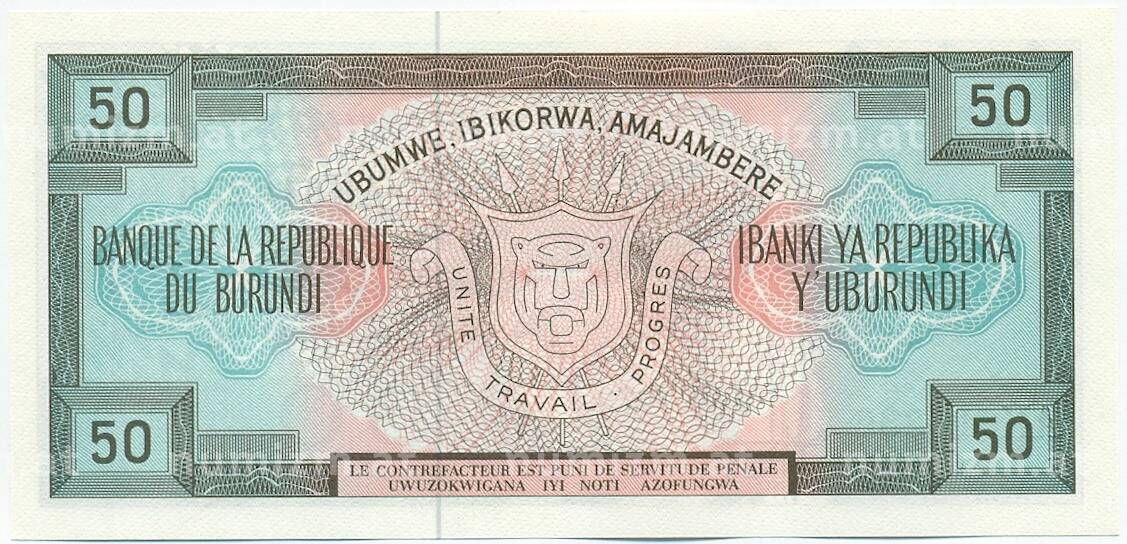 50
50
UBUMWE, IBIKORWA, AMAJAMBERE
BANQUE DE LA REPUBLIQUE
DU BURUNDI
IBANKI YA REPUBLIKA
Y'UBURUNDI
UNITE · TRAVAIL · PROGRES
50
50
LE CONTREFACTEUR EST PUNI DE SERVITUDE PENALE
UWUZOKWIGANA IYI NOTI AZOFUNGWA